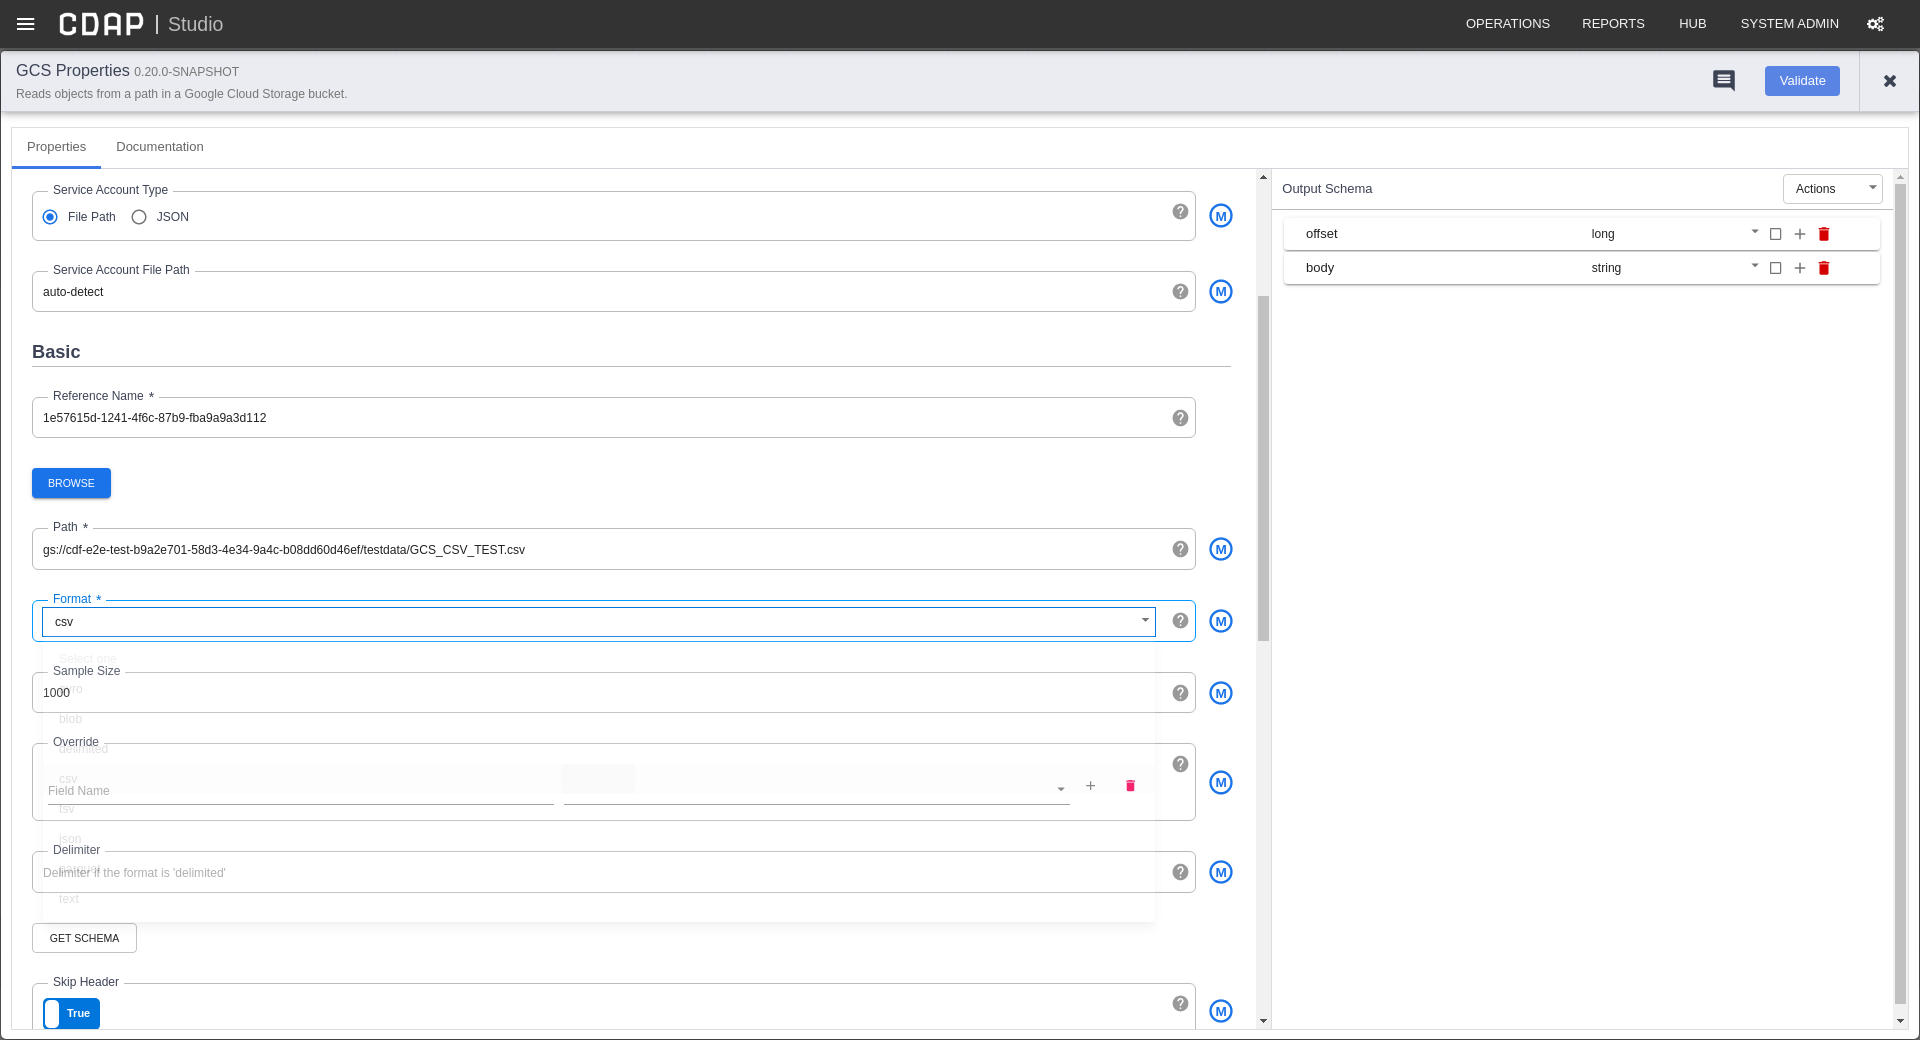 CDAP | Studio
OPERATIONS REPORTS HUB SYSTEM ADMIN
GCS Properties 0.20.0-SNAPSHOT
Reads objects from a path in a Google Cloud Storage bucket.
Validate
Properties Documentation
Service Account Type
File Path JSON
M
Service Account File Path
auto-detect
M
Basic
Reference Name *
1e57615d-1241-4f6c-87b9-fba9a9a3d112
BROWSE
Path *
gs://cdf-e2e-test-b9a2e701-58d3-4e34-9a4c-b08dd60d46ef/testdata/GCS_CSV_TEST.csv
M
Format *
csv
M
Select one
Sample Size
1000
M
blob
Override
delimited
csv
Field Name
M
tsv
json
Delimiter
parquet
Delimiter if the format is 'delimited'
M
text
GET SCHEMA
Skip Header
True
M
Output Schema
Actions
offset long
body string